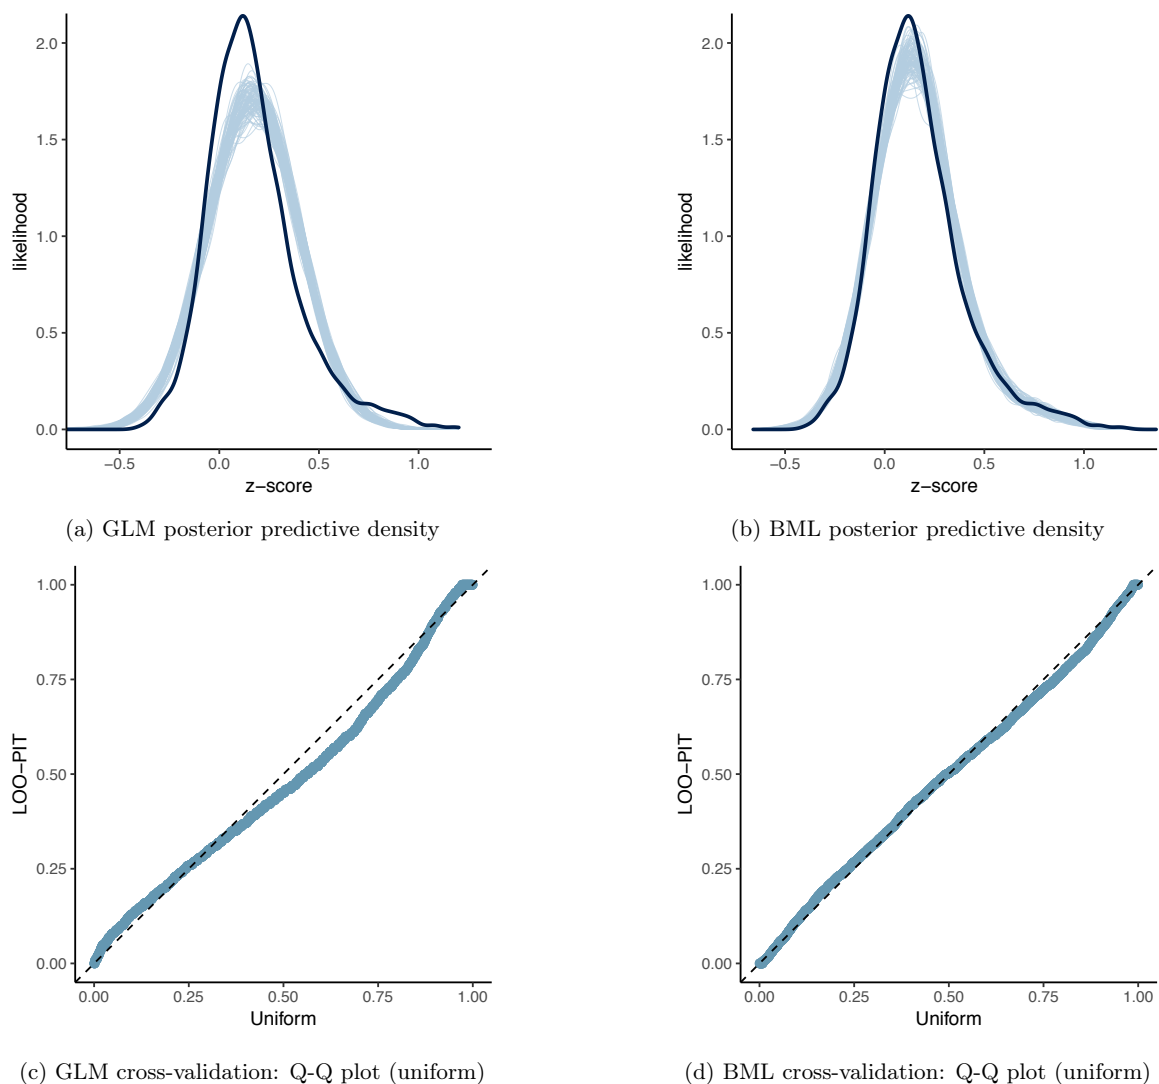 2.0
1.5
1.0
0.5
0.0
likelihood
−0.5 0.0 0.5 1.0
z−score
(a) GLM posterior predictive density
2.0
1.5
1.0
0.5
0.0
likelihood
−0.5 0.0 0.5 1.0
z−score
(b) BML posterior predictive density
1.00
0.75
0.50
0.25
0.00
LOO−PIT
0.00 0.25 0.50 0.75 1.00
Uniform
(c) GLM cross-validation: Q-Q plot (uniform)
1.00
0.75
0.50
0.25
0.00
LOO−PIT
0.00 0.25 0.50 0.75 1.00
Uniform
(d) BML cross-validation: Q-Q plot (uniform)